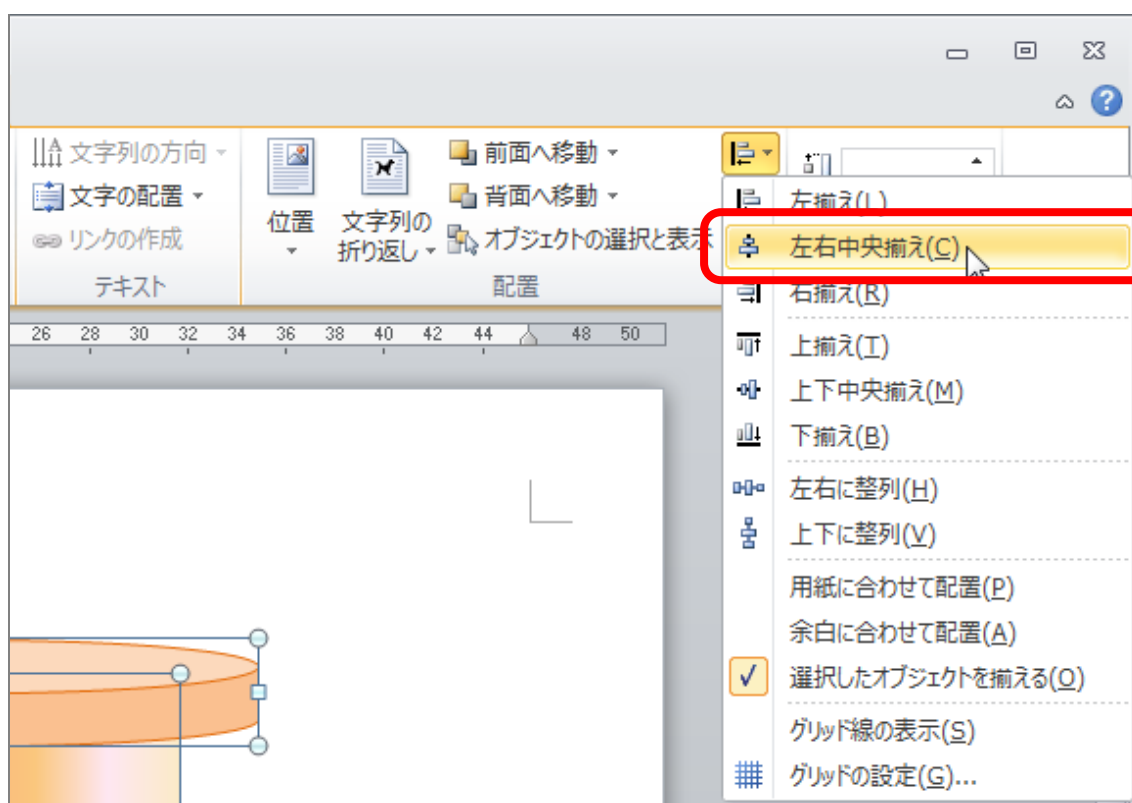 ?
文字列の方向
文字の配置
リンクの作成
テキスト
位置
文字列の
折り返し
前面へ移動
背面へ移動
オブジェクトの選択と表示
配置
26 28 30 32 34 36 38 40 42 44 48 50
左揃え(L)
左右中央揃え(C)
右揃え(R)
上揃え(T)
上下中央揃え(M)
下揃え(B)
左右に整列(H)
上下に整列(V)
用紙に合わせて配置(P)
余白に合わせて配置(A)
選択したオブジェクトを揃える(O)
グリッド線の表示(S)
グリッドの設定(G)...